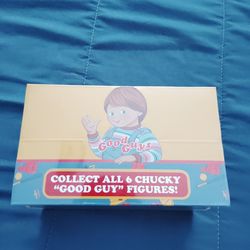 Good Guys
COLLECT ALL 6 CHUCKY
"GOOD GUY" FIGURES!